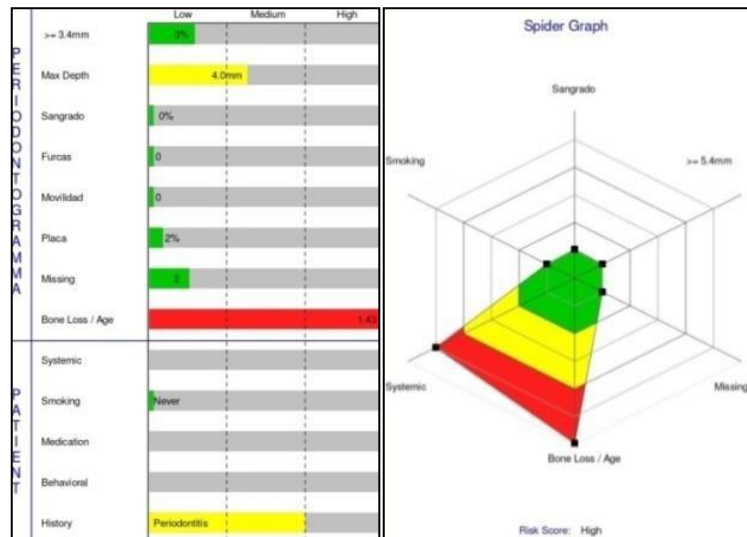 Low Medium High
PERIODONTOGRAMMA
>= 3.4mm 3%
Max Depth 4.0mm
Sangrado 0%
Furcas 0
Movilidad 0
Placa 2%
Missing 2
Bone Loss / Age 1.43
PATIENT
Systemic
Smoking Never
Medication
Behavioral
History Periodontitis
Spider Graph
Sangrado
Smoking >= 5.4mm
Systemic Missing
Bone Loss / Age
Risk Score: High